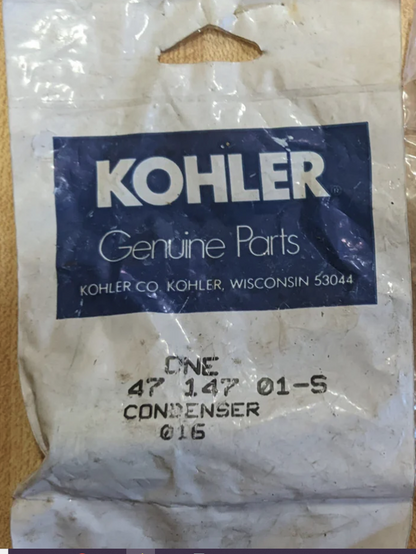 KOHLER
Genuine Parts
KOHLER CO. KOHLER, WISCONSIN 53044
ONE
47 147 01-S
CONDENSER
016